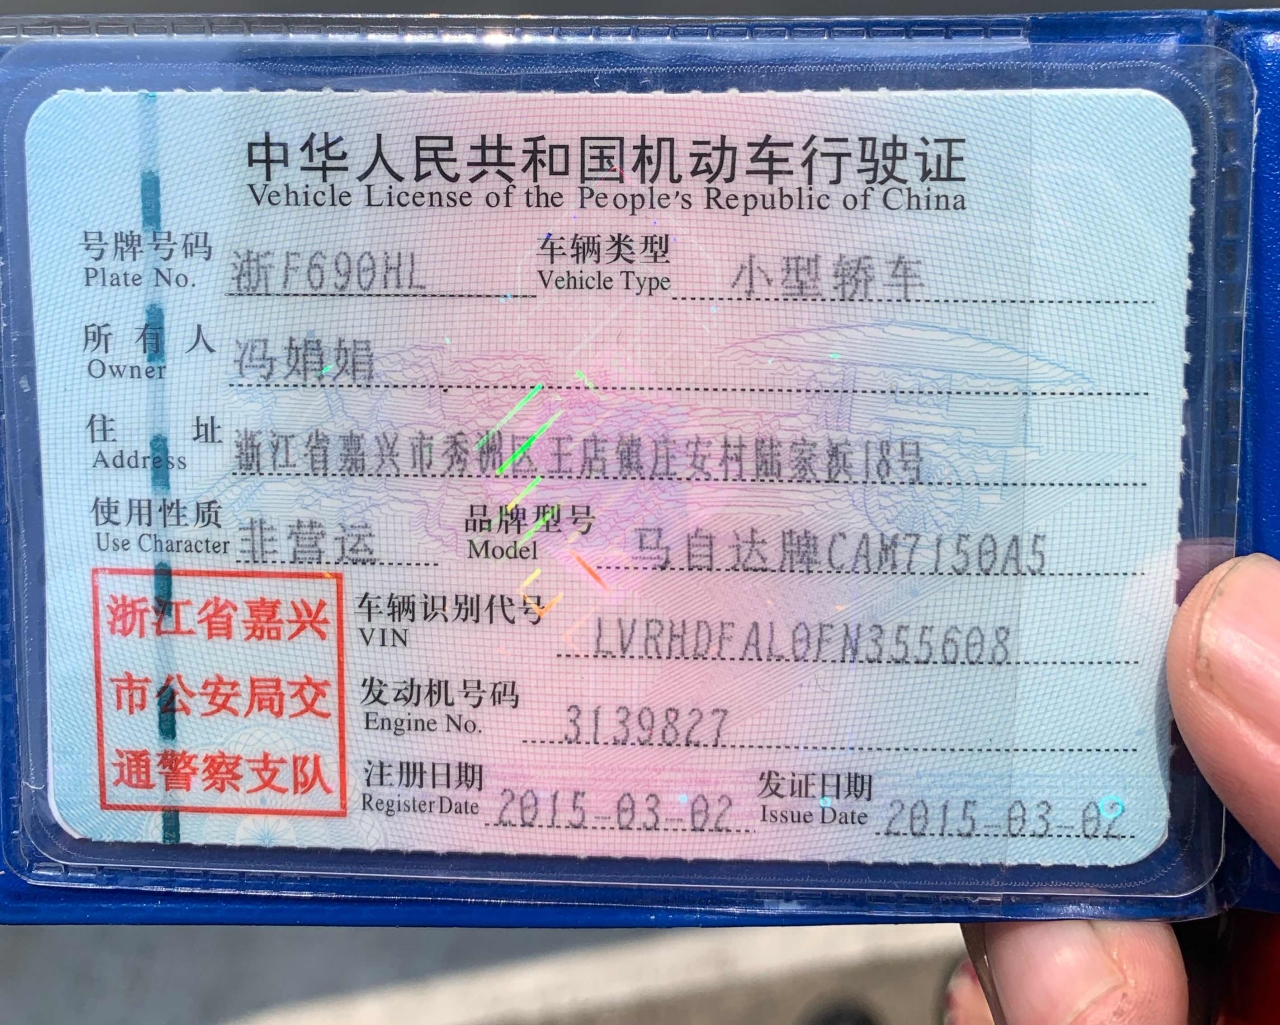 中华人民共和国机动车行驶证
Vehicle License of the People's Republic of China
号牌号码 浙F690HL 车辆类型 小型轿车
Plate No. Vehicle Type
所有人 冯娟娟
Owner
住址 浙江省嘉兴市秀洲区王店镇庄安村陆家浜18号
Address
使用性质 非营运 品牌型号 马自达牌CAM7150A5
Use Character Model
浙江省嘉兴
市公安局交
通警察支队
车辆识别代号 LVRHDFAL0FN355608
VIN
发动机号码 3139827
Engine No.
注册日期 2015-03-02 发证日期 2015-03-02
Register Date Issue Date